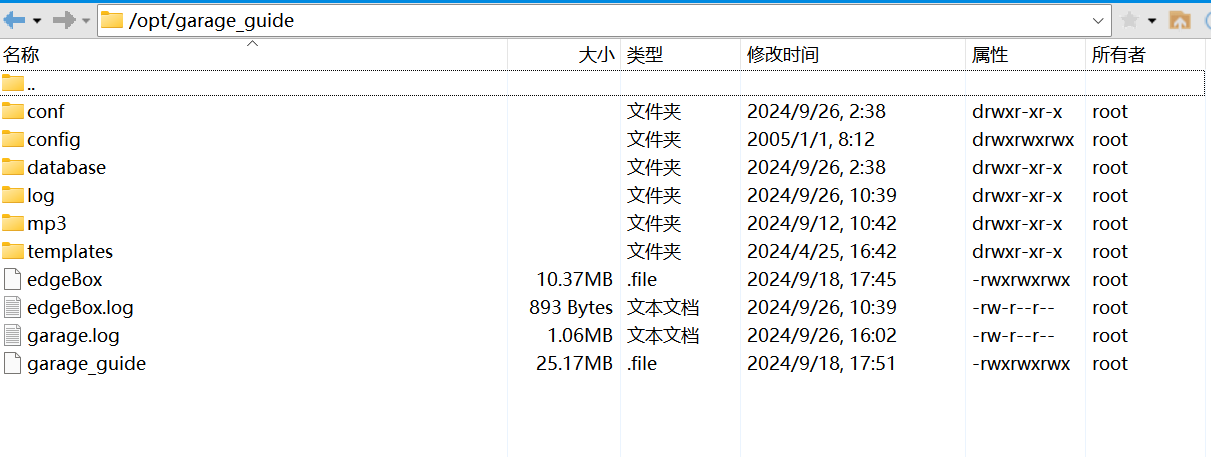 /opt/garage_guide
名称 大小 类型 修改时间 属性 所有者
..
conf 文件夹 2024/9/26, 2:38 drwxr-xr-x root
config 文件夹 2005/1/1, 8:12 drwxrwxrwx root
database 文件夹 2024/9/26, 2:38 drwxr-xr-x root
log 文件夹 2024/9/26, 10:39 drwxr-xr-x root
mp3 文件夹 2024/9/12, 10:42 drwxr-xr-x root
templates 文件夹 2024/4/25, 16:42 drwxr-xr-x root
edgeBox 10.37MB .file 2024/9/18, 17:45 -rwxrwxrwx root
edgeBox.log 893 Bytes 文本文档 2024/9/26, 10:39 -rw-r--r-- root
garage.log 1.06MB 文本文档 2024/9/26, 16:02 -rw-r--r-- root
garage_guide 25.17MB .file 2024/9/18, 17:51 -rwxrwxrwx root